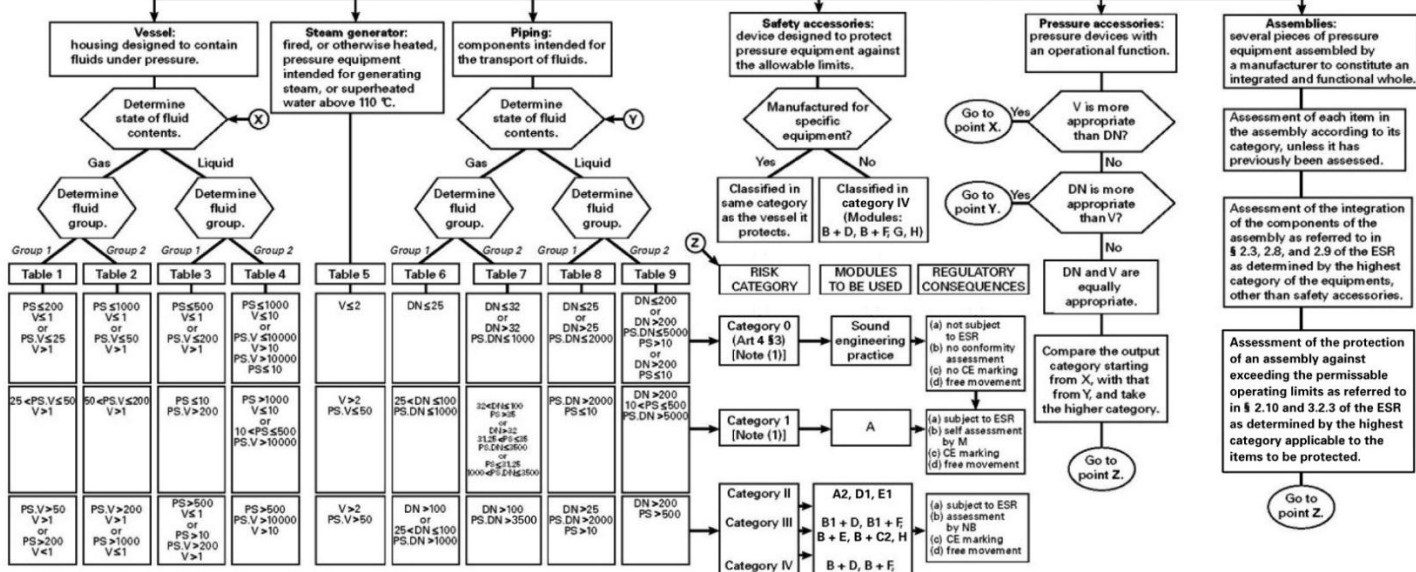 Vessel:
housing designed to contain
fluids under pressure.
Steam generator:
fired, or otherwise heated,
pressure equipment
intended for generating
steam, or superheated
water above 110 °C.
Piping:
components intended for
the transport of fluids.
Safety accessories:
device designed to protect
pressure equipment against
the allowable limits.
Pressure accessories:
pressure devices with
an operational function.
Assemblies:
several pieces of pressure
equipment assembled by
a manufacturer to constitute an
integrated and functional whole.
Determine
state of fluid
contents.
X
Determine
state of fluid
contents.
Y
Manufactured for
specific
equipment?
Go to
point X.
Yes
V is more
appropriate
than DN?
Assessment of each item in
the assembly according to its
category, unless it has
previously been assessed.
Gas
Liquid
Gas
Liquid
Yes
No
No
Determine
fluid
group.
Determine
fluid
group.
Determine
fluid
group.
Determine
fluid
group.
Classified in
same category
as the vessel it
protects.
Classified in
category IV
(Modules:
B + D, B + F, G, H)
Go to
point Y.
Yes
DN is more
appropriate
than V?
Assessment of the integration
of the components of the
assembly as referred to in
§ 2.3, 2.8, and 2.9 of the ESR
as determined by the highest
category of the equipments,
other than safety accessories.
Group 1
Group 2
Group 1
Group 2
Group 1
Group 2
Group 1
Group 2
Z
No
Table 1
Table 2
Table 3
Table 4
Table 5
Table 6
Table 7
Table 8
Table 9
RISK
CATEGORY
MODULES
TO BE USED
REGULATORY
CONSEQUENCES
DN and V are
equally
appropriate.
PS≤200
V≤1
or
PS.V≤25
V>1
PS≤1000
V≤1
or
PS.V≤50
V>1
PS≤500
V≤1
or
PS.V≤200
V>1
PS≤1000
V≤10
or
PS.V≤10000
V>10
PS.V>10000
PS≤10
V≤2
DN≤25
DN≤32
or
DN>32
PS.DN≤1000
DN≤25
or
DN>25
PS.DN≤2000
DN≤200
or
DN>200
PS.DN≤5000
PS>10
or
DN>200
PS≤10
Category 0
(Art 4 §3)
[Note (1)]
Sound
engineering
practice
(a) not subject
to ESR
(b) no conformity
assessment
(c) no CE marking
(d) free movement
Compare the output
category starting
from X, with that
from Y, and take
the higher category.
Assessment of the protection
of an assembly against
exceeding the permissable
operating limits as referred to
in § 2.10 and 3.2.3 of the ESR
as determined by the highest
category applicable to the
items to be protected.
25<PS.V≤50
V>1
50<PS.V≤200
V>1
PS≤10
PS.V>200
PS>1000
V≤10
or
10<PS≤500
PS.V>10000
V>2
PS.V≤50
25<DN≤100
PS.DN≤1000
32<DN≤100
PS>35
or
DN>32
31,25<PS≤35
PS.DN≤3500
or
PS≤31,25
1000<PS.DN≤3500
PS.DN>2000
PS≤10
DN>200
10<PS≤500
PS.DN>5000
Category 1
[Note (1)]
A
(a) subject to ESR
(b) self assessment
by M
(c) CE marking
(d) free movement
Go to
point Z.
Go to
point Z.
PS.V>50
V>1
or
PS>200
V<1
PS.V>200
V>1
or
PS>1000
V≤1
PS>500
V≤1
or
PS>10
PS.V>200
V>1
PS>500
PS.V>10000
V>10
V>2
PS.V>50
DN>100
or
25<DN≤100
PS.DN>1000
DN>100
PS.DN>3500
DN>25
PS.DN>2000
PS>10
DN>200
PS>500
Category II
Category III
Category IV
A2, D1, E1
B1 + D, B1 + F,
B + E, B + C2, H
B + D, B + F,
(a) subject to ESR
(b) assessment
by NB
(c) CE marking
(d) free movement